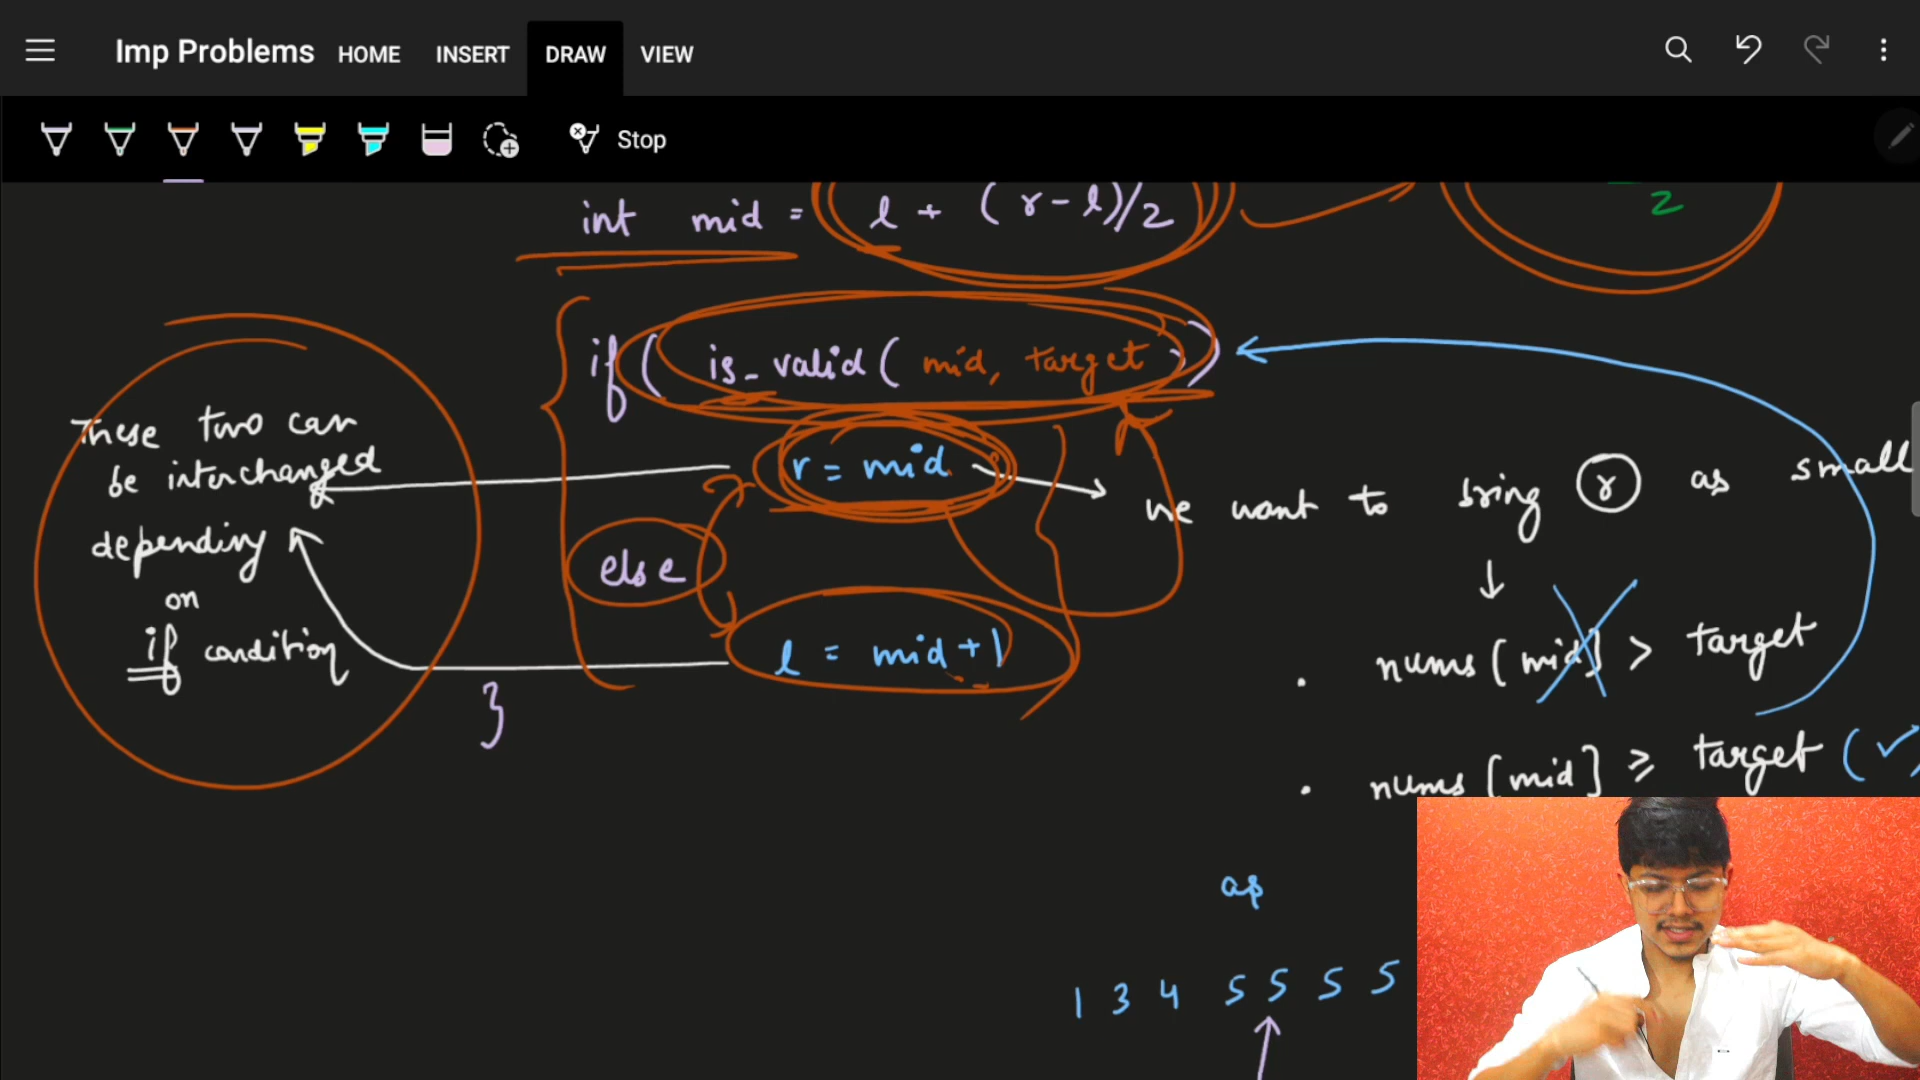 Imp Problems HOME INSERT DRAW VIEW
Stop
int mid = l + (r-l)/2
2
if( is_valid( mid, target ))
These two can
be interchanged
depending
on
if condition
r = mid
we want to bring r as small
else
l = mid+1
}
nums[mid] > target
nums[mid] ≥ target (✓)
as
1 3 4 5 5 5 5